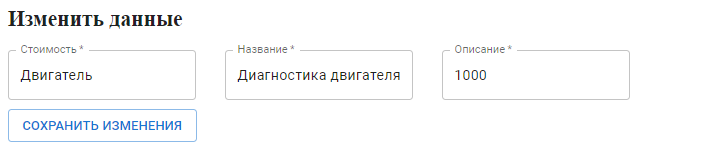 Изменить данные
Стоимость *
Название *
Описание *
Двигатель
Диагностика двигателя
1000
СОХРАНИТЬ ИЗМЕНЕНИЯ